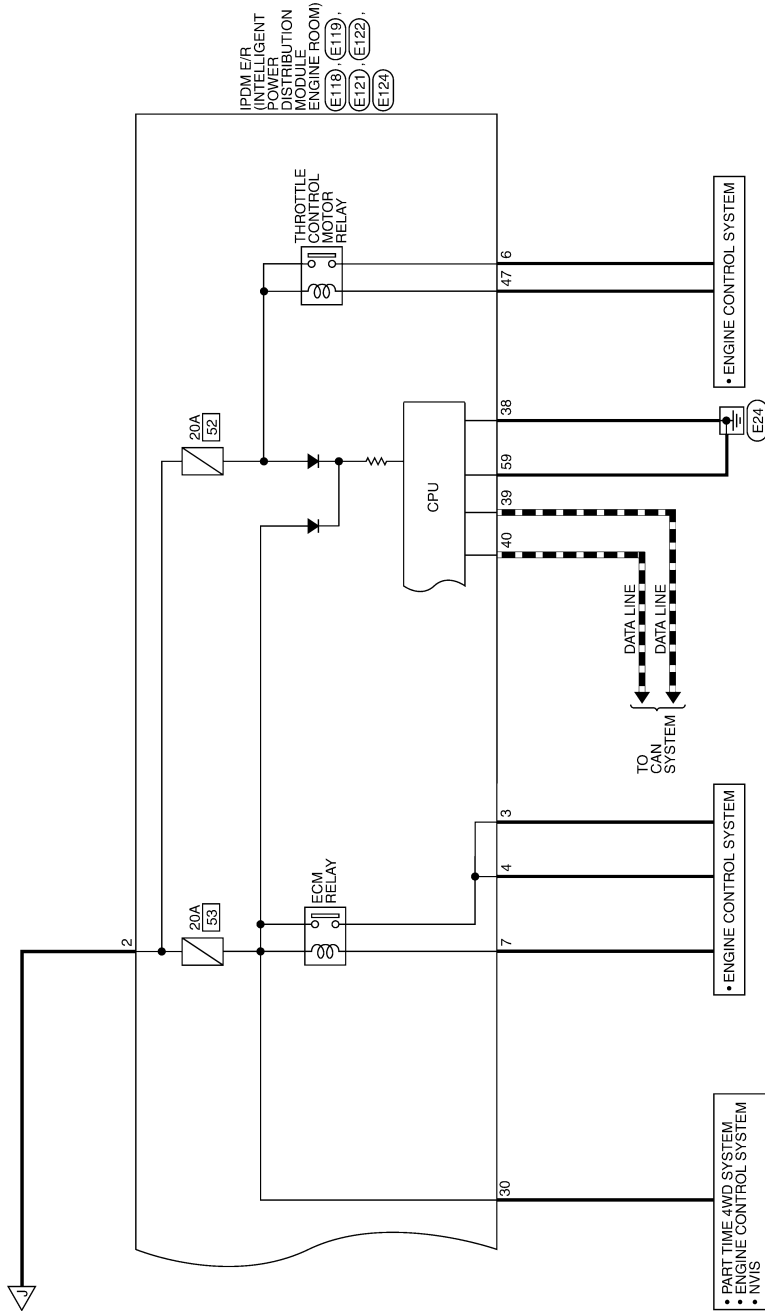 J
2
20A
53
20A
52
IPDM E/R
(INTELLIGENT
POWER
DISTRIBUTION
MODULE
ENGINE ROOM)
E118 , E119 ,
E121 , E122 ,
E124
ECM
RELAY
THROTTLE
CONTROL
MOTOR
RELAY
CPU
30
7
4
3
40
39
59
38
47
6
DATA LINE
DATA LINE
TO
CAN
SYSTEM
E24
• PART TIME 4WD SYSTEM
• ENGINE CONTROL SYSTEM
• NVIS
• ENGINE CONTROL SYSTEM
• ENGINE CONTROL SYSTEM